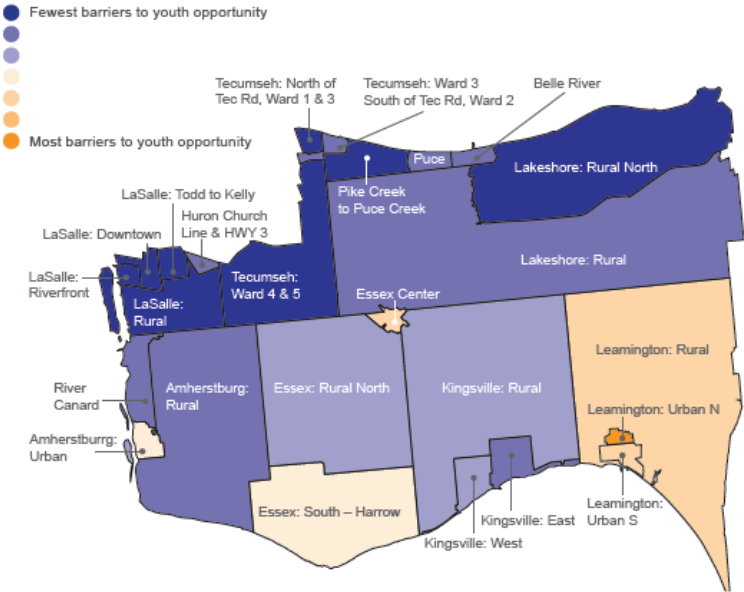 Fewest barriers to youth opportunity
Most barriers to youth opportunity
Tecumseh: North of
Tec Rd, Ward 1 & 3
Tecumseh: Ward 3
South of Tec Rd, Ward 2
Belle River
Puce
Lakeshore: Rural North
Pike Creek
to Puce Creek
LaSalle: Todd to Kelly
Huron Church
Line & HWY 3
LaSalle: Downtown
LaSalle:
Riverfront
LaSalle:
Rural
Tecumseh:
Ward 4 & 5
Lakeshore: Rural
Essex Center
Leamington: Rural
River
Canard
Amherstburg:
Rural
Essex: Rural North
Kingsville: Rural
Leamington: Urban N
Amherstburrg:
Urban
Essex: South – Harrow
Kingsville: East
Kingsville: West
Leamington:
Urban S